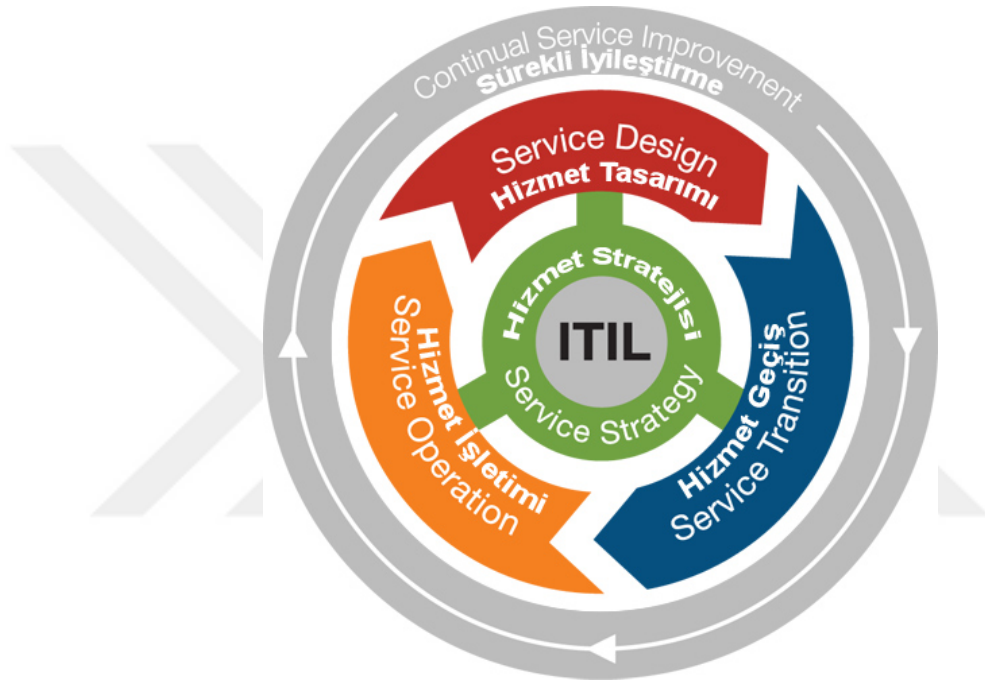 Continual Service Improvement
Sürekli İyileştirme
Service Design
Hizmet Tasarımı
Hizmet Stratejisi
ITIL
Service Strategy
Hizmet Geçiş
Service Transition
Hizmet İşletimi
Service Operation